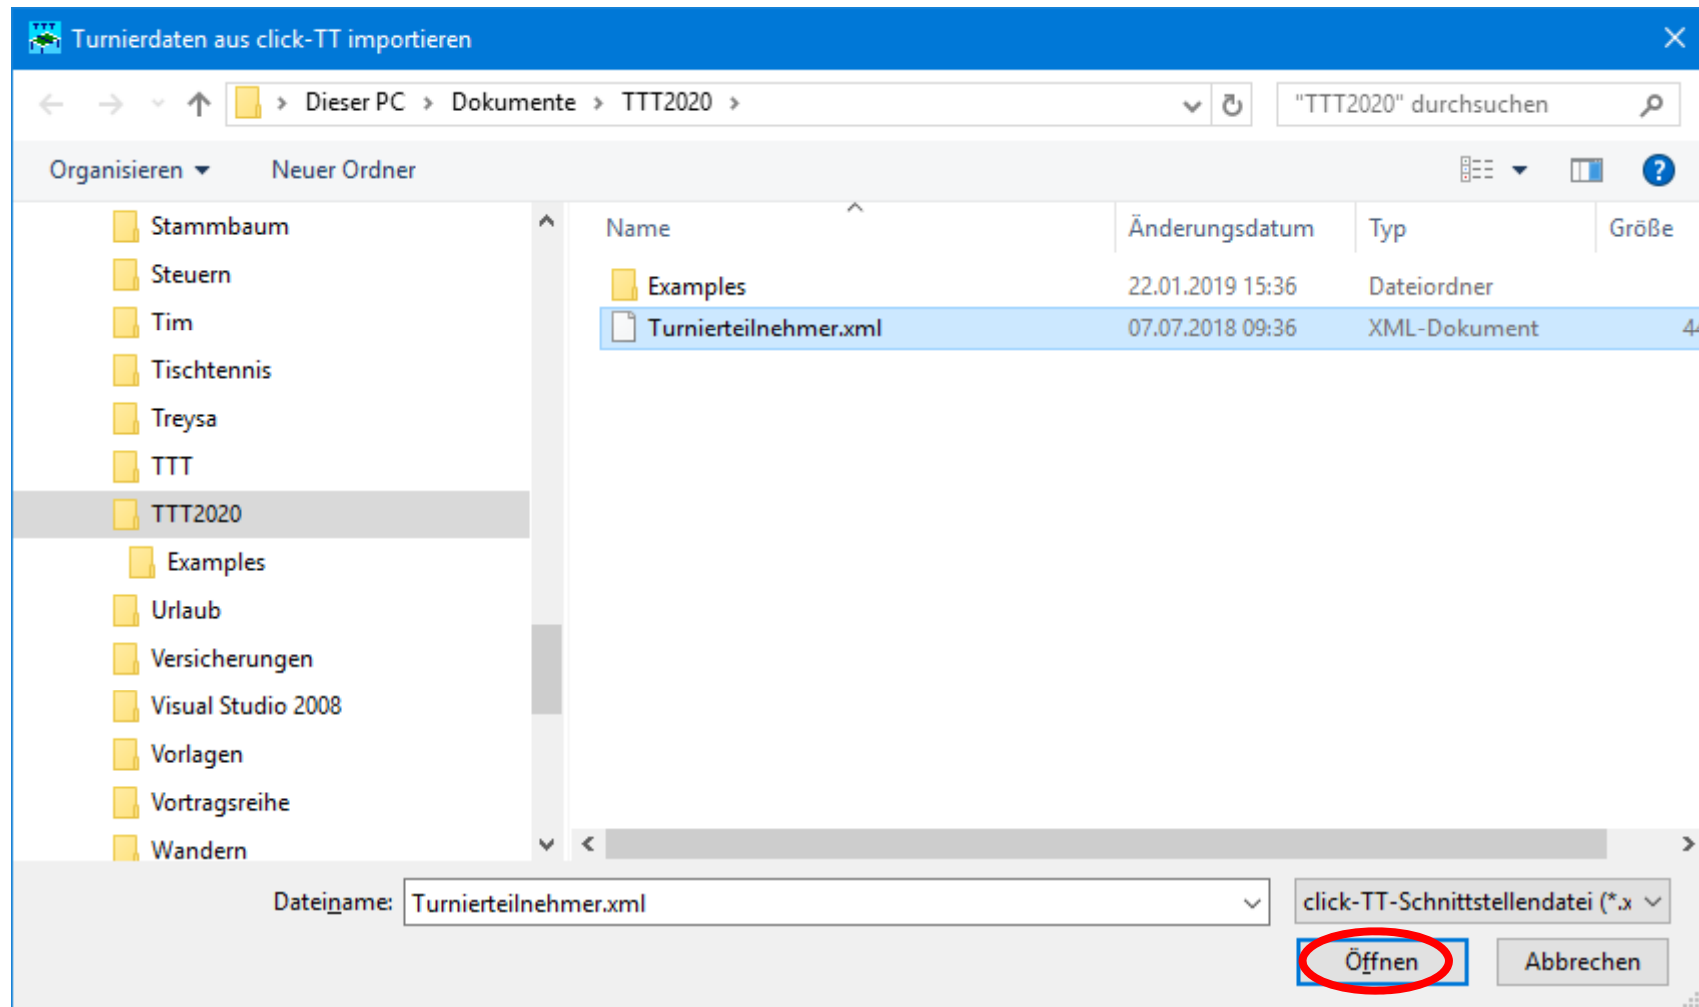 Turnierdaten aus click-TT importieren
Dieser PC > Dokumente > TTT2020 >
"TTT2020" durchsuchen
Organisieren
Neuer Ordner
Name
Änderungsdatum
Typ
Größe
Stammbaum
Steuern
Tim
Tischtennis
Treysa
TTT
TTT2020
Examples
Urlaub
Versicherungen
Visual Studio 2008
Vorlagen
Vortragsreihe
Wandern
Examples 22.01.2019 15:36 Dateiordner
Turnierteilnehmer.xml 07.07.2018 09:36 XML-Dokument 44
Dateiname: Turnierteilnehmer.xml
click-TT-Schnittstellendatei (*.x
Öffnen
Abbrechen